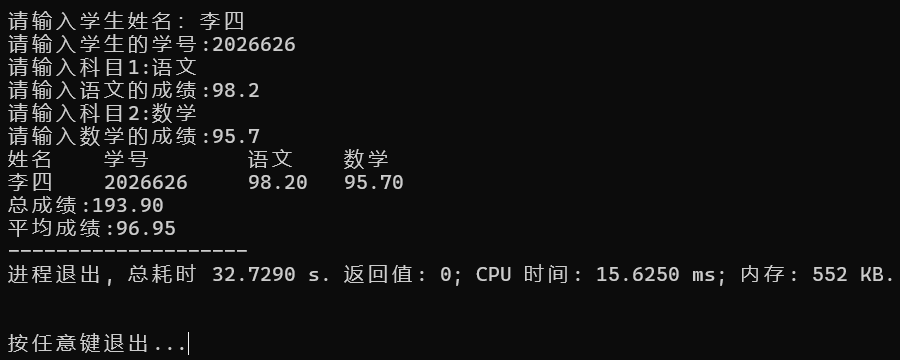 请输入学生姓名: 李四
请输入学生的学号:2026626
请输入科目1:语文
请输入语文的成绩:98.2
请输入科目2:数学
请输入数学的成绩:95.7
姓名    学号        语文    数学
李四    2026626     98.20   95.70
总成绩:193.90
平均成绩:96.95
--------------------
进程退出, 总耗时 32.7290 s. 返回值: 0; CPU 时间: 15.6250 ms; 内存: 552 KB.
按任意键退出...